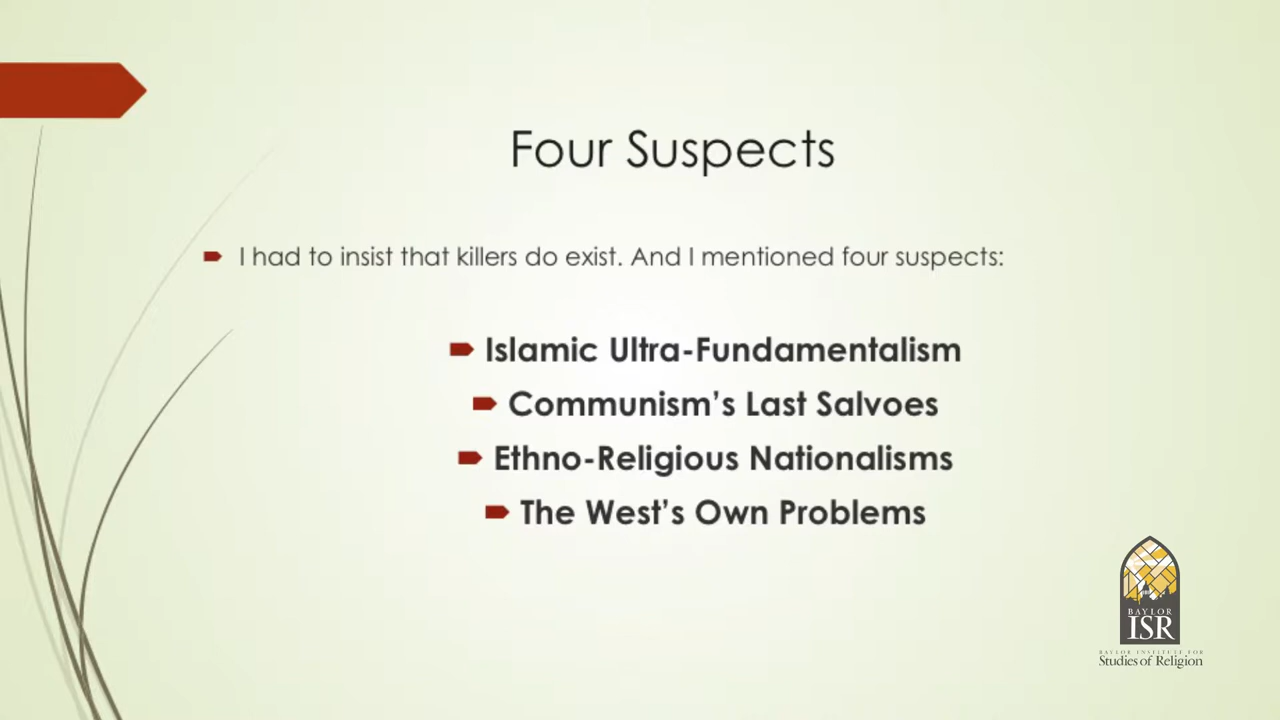 Four Suspects
I had to insist that killers do exist. And I mentioned four suspects:
Islamic Ultra-Fundamentalism
Communism’s Last Salvoes
Ethno-Religious Nationalisms
The West’s Own Problems
BAYLOR
ISR
BAYLOR INSTITUTE FOR
Studies of Religion